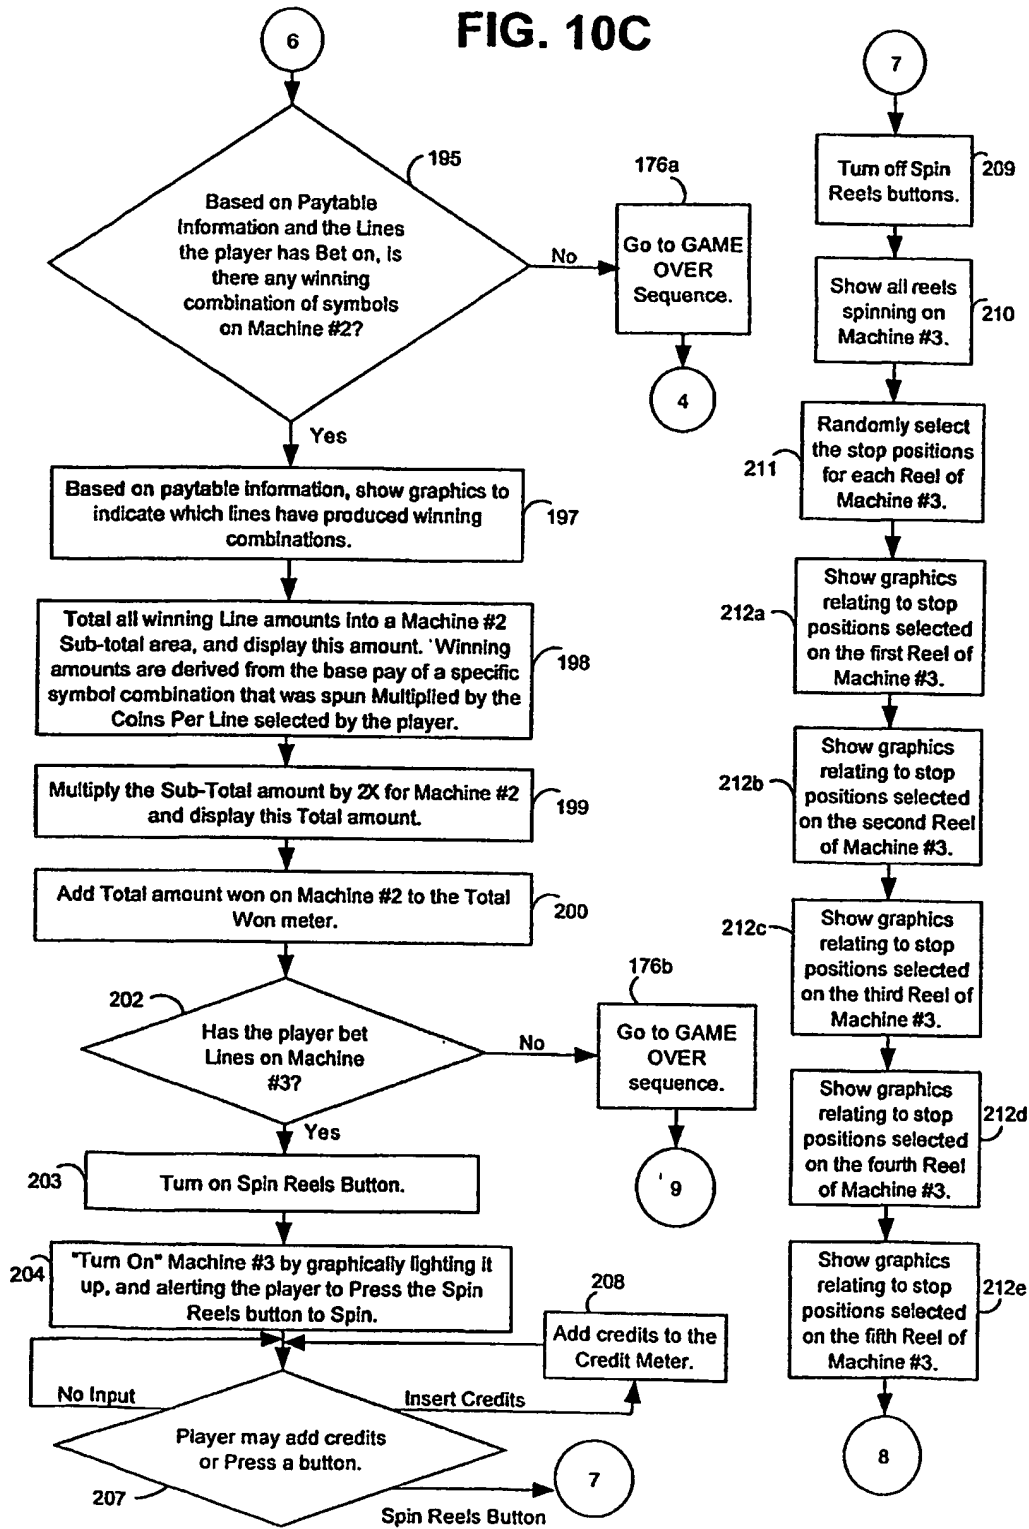 FIG. 10C
6
195
Based on Paytable
Information and the Lines
the player has Bet on, is
there any winning
combination of symbols
on Machine #2?
No
176a
Go to GAME
OVER
Sequence.
4
Yes
Based on paytable information, show graphics to
indicate which lines have produced winning
combinations.
197
Total all winning Line amounts into a Machine #2
Sub-total area, and display this amount. Winning
amounts are derived from the base pay of a specific
symbol combination that was spun Multiplied by the
Coins Per Line selected by the player.
198
Multiply the Sub-Total amount by 2X for Machine #2
and display this Total amount.
199
Add Total amount won on Machine #2 to the Total
Won meter.
200
202
Has the player bet
Lines on Machine
#3?
No
176b
Go to GAME
OVER
sequence.
9
Yes
203
Turn on Spin Reels Button.
204
"Turn On" Machine #3 by graphically lighting it
up, and alerting the player to Press the Spin
Reels button to Spin.
208
Add credits to the
Credit Meter.
No Input
Insert Credits
Player may add credits
or Press a button.
207
Spin Reels Button
7
7
Turn off Spin
Reels buttons.
209
Show all reels
spinning on
Machine #3.
210
Randomly select
the stop positions
for each Reel of
Machine #3.
211
Show graphics
relating to stop
positions selected
on the first Reel of
Machine #3.
212a
Show graphics
relating to stop
positions selected
on the second Reel
of Machine #3.
212b
Show graphics
relating to stop
positions selected
on the third Reel of
Machine #3.
212c
Show graphics
relating to stop
positions selected
on the fourth Reel
of Machine #3.
212d
Show graphics
relating to stop
positions selected
on the fifth Reel of
Machine #3.
212e
8